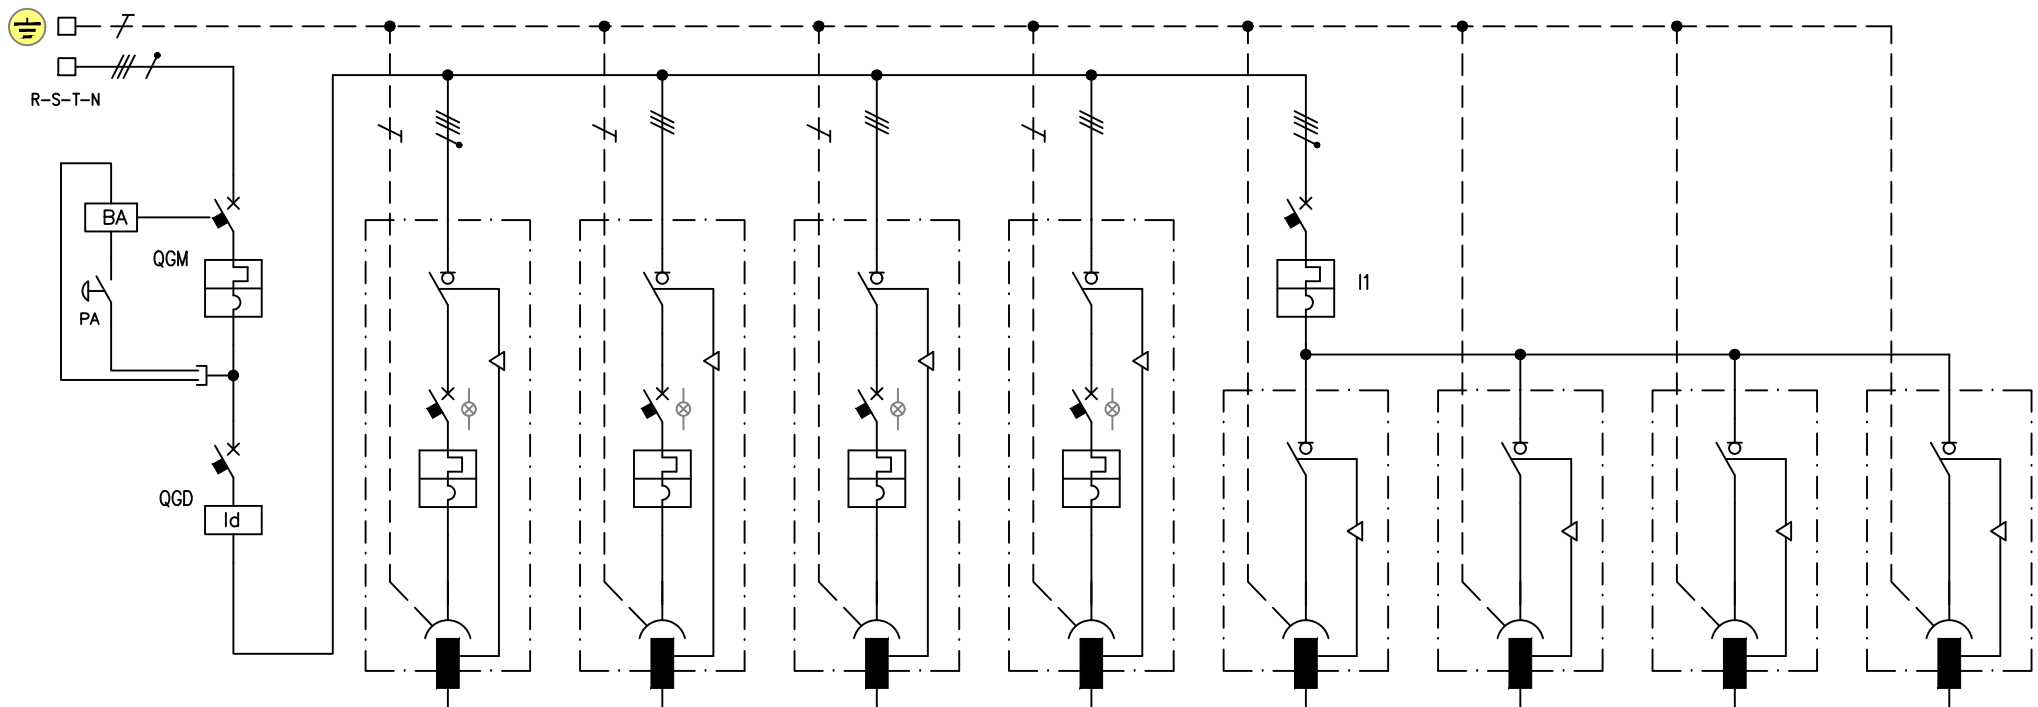 R-S-T-N
BA
QGM
I1
PA
QGD
Id